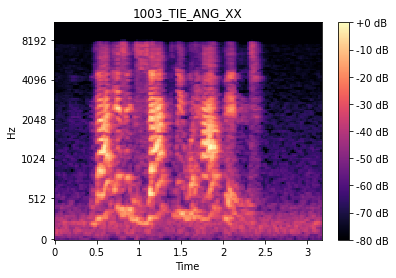 1003_TIE_ANG_XX
+0 dB
8192
-10 dB
4096
-20 dB
-30 dB
2048
Hz
-40 dB
1024
-50 dB
512
-60 dB
-70 dB
0
-80 dB
0 0.5 1 1.5 2 2.5 3
Time